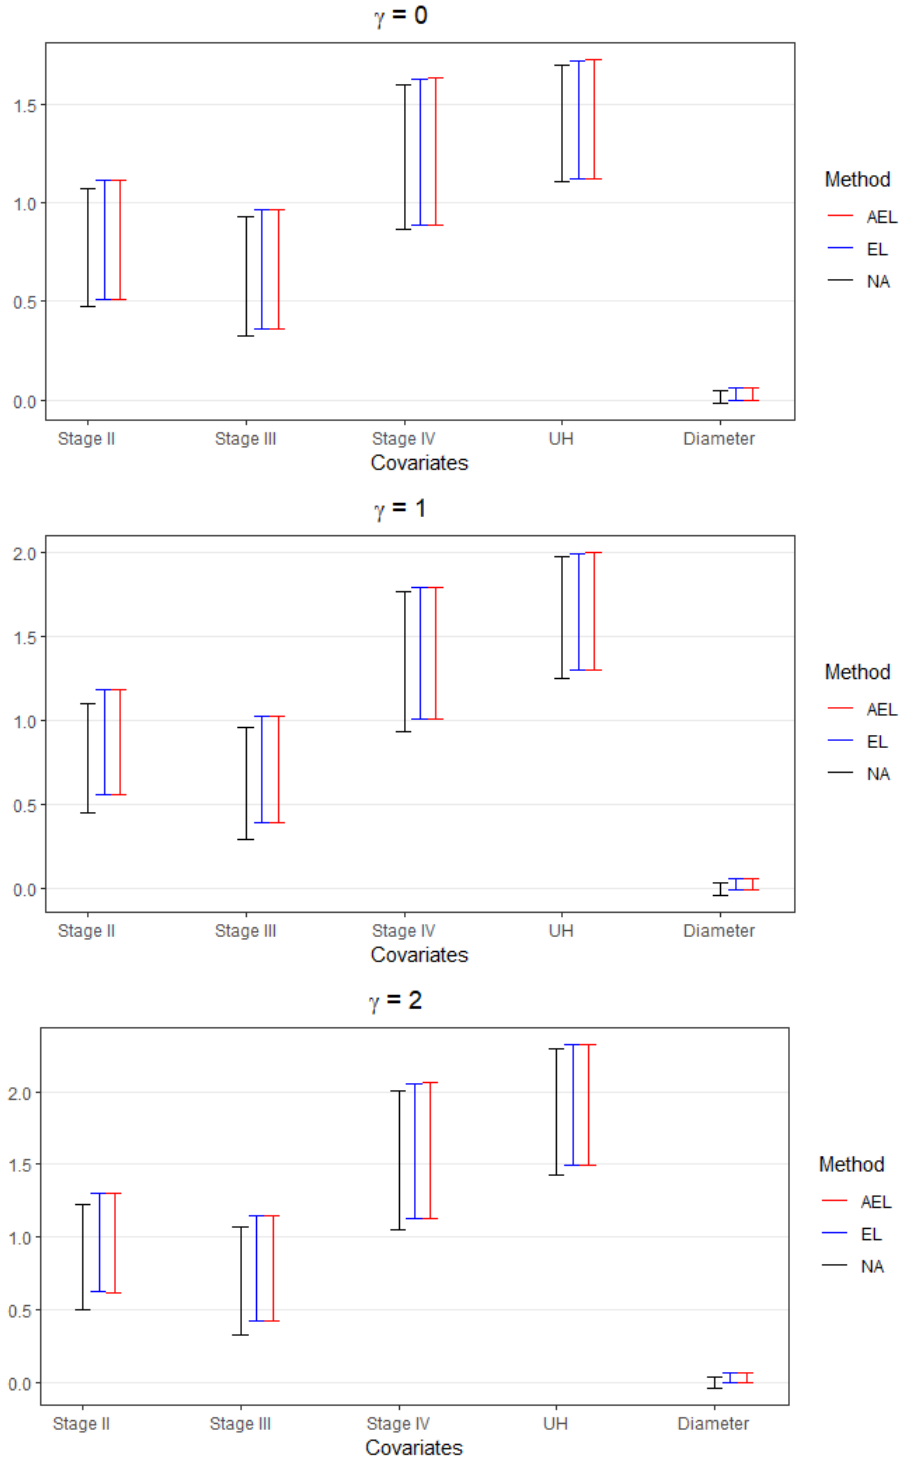 γ = 0
1.5
1.0
0.5
0.0
Stage II Stage III Stage IV UH Diameter
Covariates
Method
AEL
EL
NA
γ = 1
2.0
1.5
1.0
0.5
0.0
Stage II Stage III Stage IV UH Diameter
Covariates
Method
AEL
EL
NA
γ = 2
2.0
1.5
1.0
0.5
0.0
Stage II Stage III Stage IV UH Diameter
Covariates
Method
AEL
EL
NA